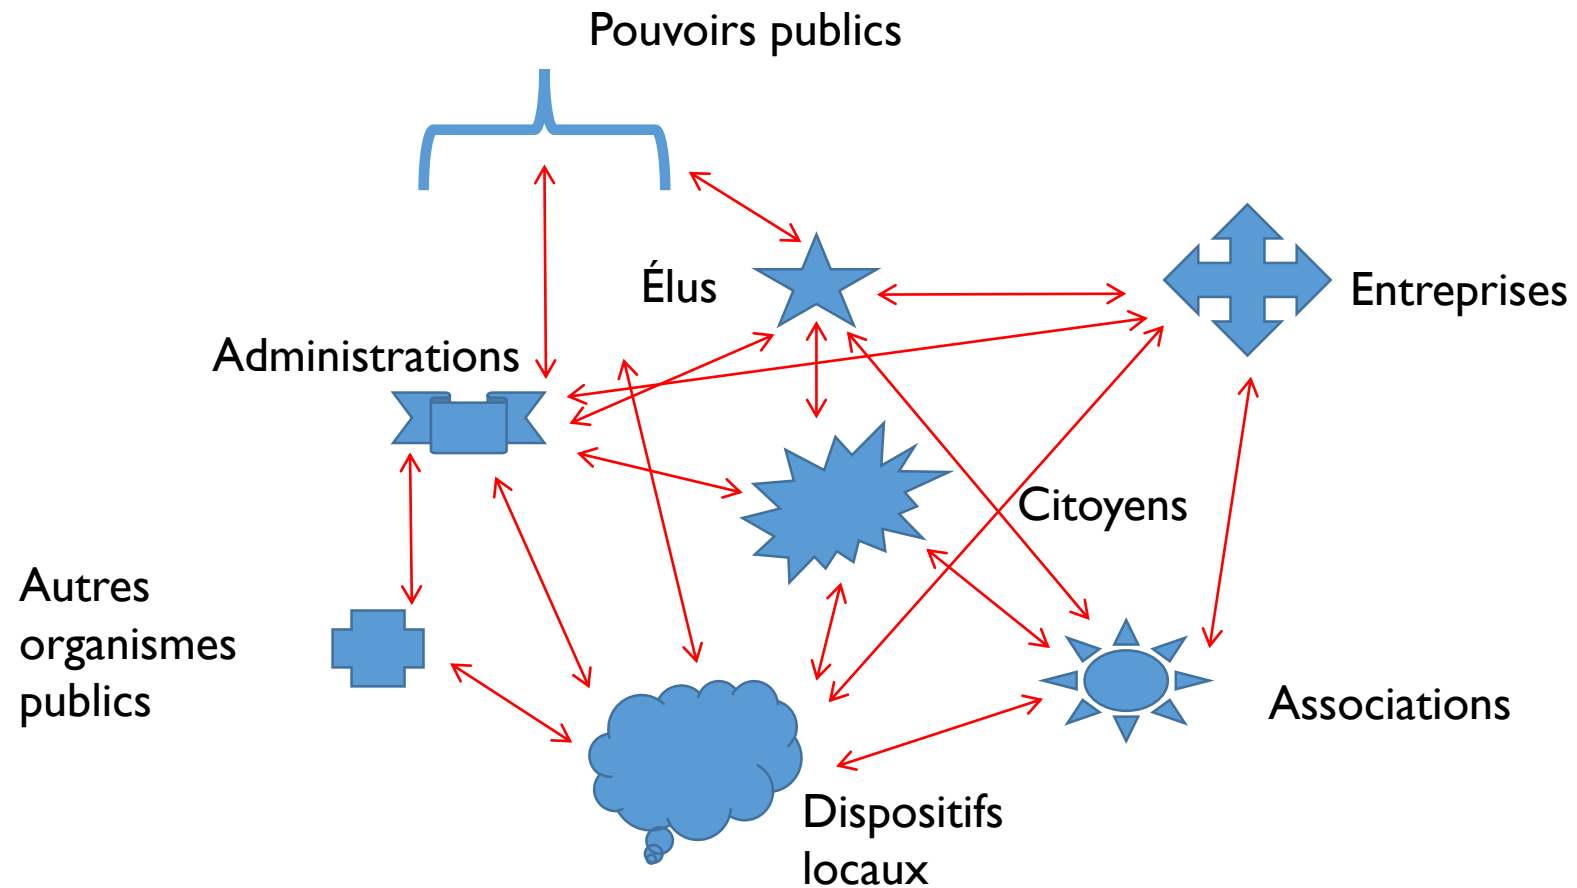 Pouvoirs publics
Élus
Entreprises
Administrations
Citoyens
Autres
organismes
publics
Associations
Dispositifs
locaux